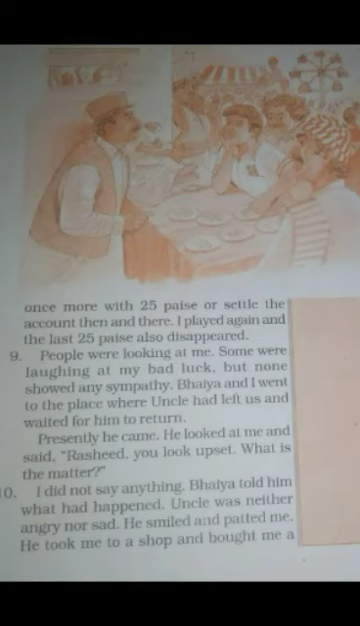 once more with 25 paise or settle the
account then and there. I played again and
the last 25 paise also disappeared.
9. People were looking at me. Some were
laughing at my bad luck, but none
showed any sympathy. Bhaiya and I went
to the place where Uncle had left us and
waited for him to return.
Presently he came. He looked at me and
said, “Rasheed, you look upset. What is
the matter?”
10. I did not say anything. Bhaiya told him
what had happened. Uncle was neither
angry nor sad. He smiled and patted me.
He took me to a shop and bought me a